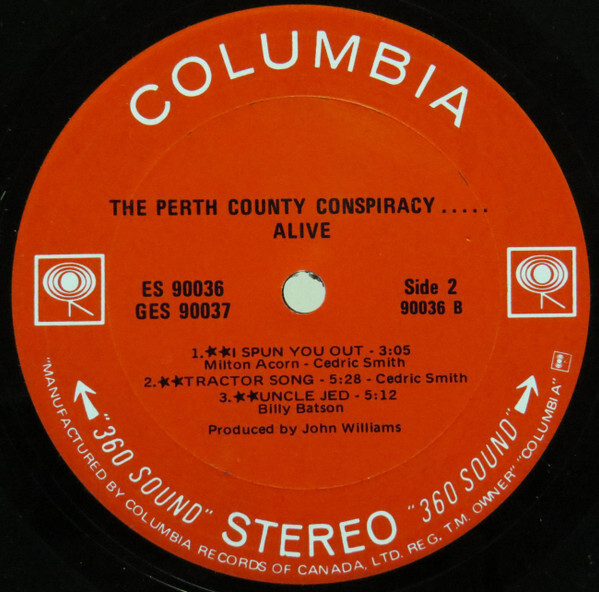 COLUMBIA
THE PERTH COUNTY CONSPIRACY.....
ALIVE
ES 90036
GES 90037
Side 2
90036 B
1.★★I SPUN YOU OUT - 3:05
Milton Acorn - Cedric Smith
2.★★TRACTOR SONG - 5:28 - Cedric Smith
3.★★UNCLE JED - 5:12
Billy Batson
Produced by John Williams
"360 SOUND" STEREO "360 SOUND"
"MANUFACTURED BY COLUMBIA RECORDS OF CANADA, LTD. REG. T.M. OWNER" "COLUMBIA"